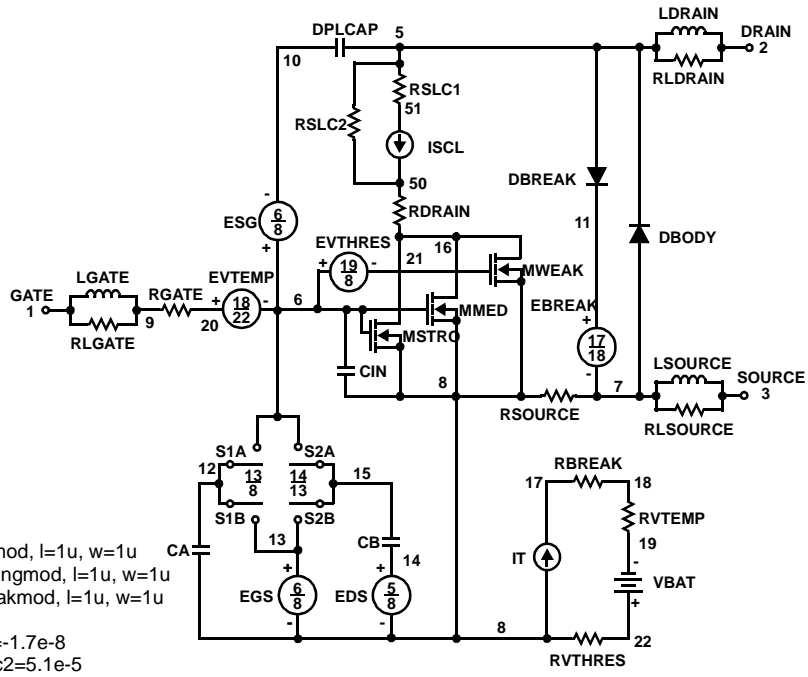 LDRAIN
DPLCAP 5 DRAIN
10 2
RSLC1 RLDRAIN
51
RSLC2
ISCL
50 DBREAK
-
6
8
ESG RDRAIN 11
+ 16 DBODY
EVTHRES
21
+ 19 - MWEAK
8
LGATE EVTEMP
GATE RGATE + 18 - 6 MMED EBREAK
1 22 +
9 20 MSTRO 17
RLGATE 18
CIN - LSOURCE
8 7 SOURCE
3
RSOURCE RLSOURCE
S1A S2A
12 13 14 15 RBREAK
8 13 17 18
S1B S2B RVTEMP
13 CB 19
CA 14 IT -
+ + VBAT
6 5 +
EGS 8 EDS 8
- - 8 22
RVTHRES
mod, l=1u, w=1u
ngmod, l=1u, w=1u
akmod, l=1u, w=1u
=-1.7e-8
c2=5.1e-5